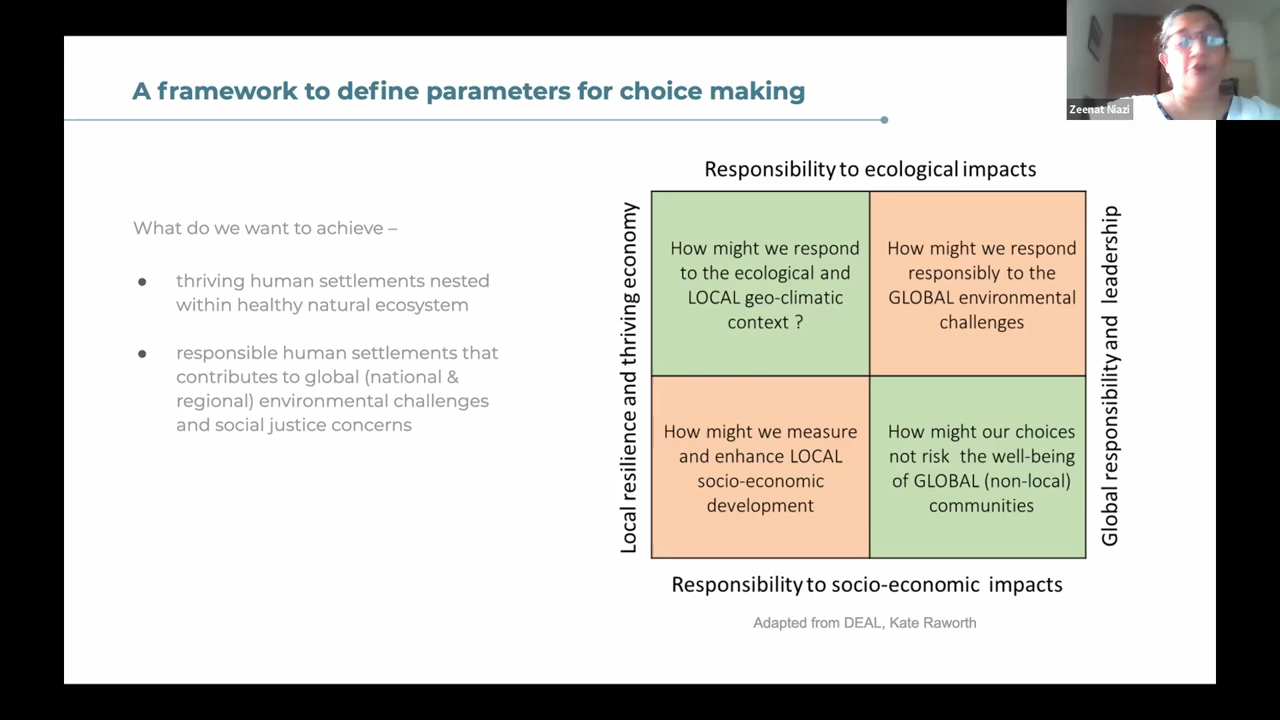 A framework to define parameters for choice making
Zeenat Niazi
What do we want to achieve –
● thriving human settlements nested
within healthy natural ecosystem
● responsible human settlements that
contributes to global (national &
regional) environmental challenges
and social justice concerns
Responsibility to ecological impacts
Local resilience and thriving economy
How might we respond
to the ecological and
LOCAL geo-climatic
context ?
How might we respond
responsibly to the
GLOBAL environmental
challenges
Global responsibility and leadership
How might we measure
and enhance LOCAL
socio-economic
development
How might our choices
not risk the well-being
of GLOBAL (non-local)
communities
Responsibility to socio-economic impacts
Adapted from DEAL, Kate Raworth